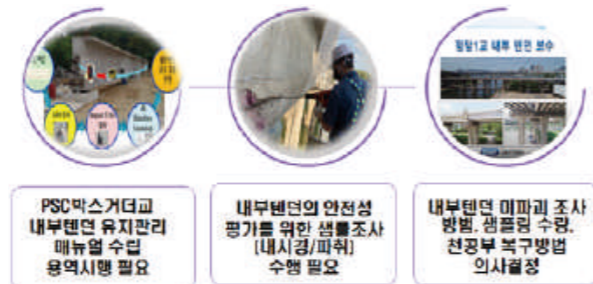 내부 텐던 보수
PSC박스거더교
내부텐던 유지관리
매뉴얼 수립
용역시행 필요
내부텐던의 안전성
평가를 위한 샘플조사
(내시경/파취)
수행 필요
내부텐던 미파괴 조사
방법, 샘플링 수량,
천공부 복구방법
의사결정